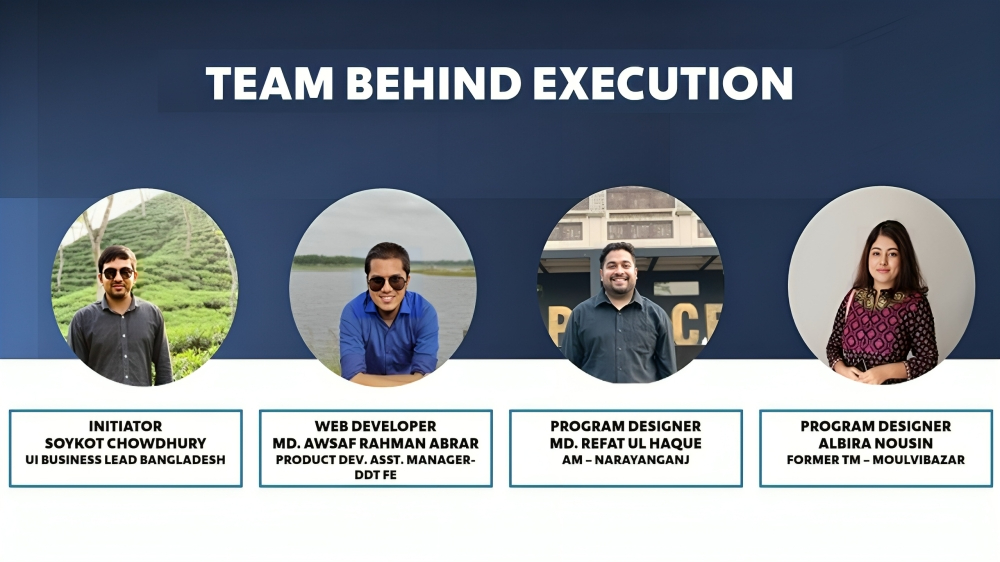 TEAM BEHIND EXECUTION
INITIATOR
SOYKOT CHOWDHURY
UI BUSINESS LEAD BANGLADESH
WEB DEVELOPER
MD. AWSAF RAHMAN ABRAR
PRODUCT DEV. ASST. MANAGER-
DDT FE
PROGRAM DESIGNER
MD. REFAT UL HAQUE
AM – NARAYANGANJ
PROGRAM DESIGNER
ALBIRA NOUSIN
FORMER TM – MOULVIBAZAR